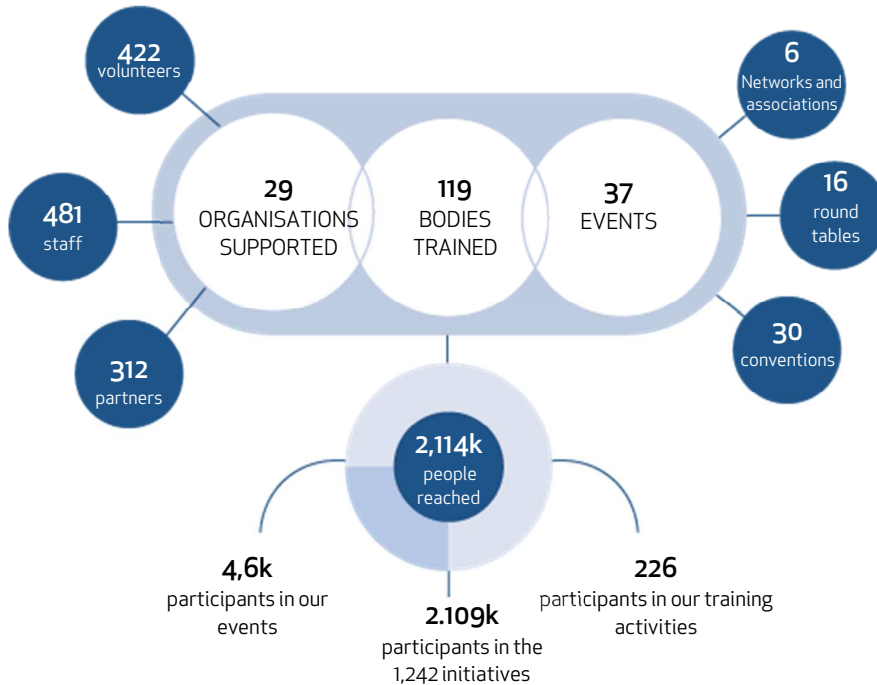 422
volunteers
481
staff
312
partners
29
ORGANISATIONS
SUPPORTED
119
BODIES
TRAINED
37
EVENTS
6
Networks and
associations
16
round
tables
30
conventions
2,114k
people
reached
4,6k
participants in our
events
2.109k
participants in the
1,242 initiatives
226
participants in our training
activities